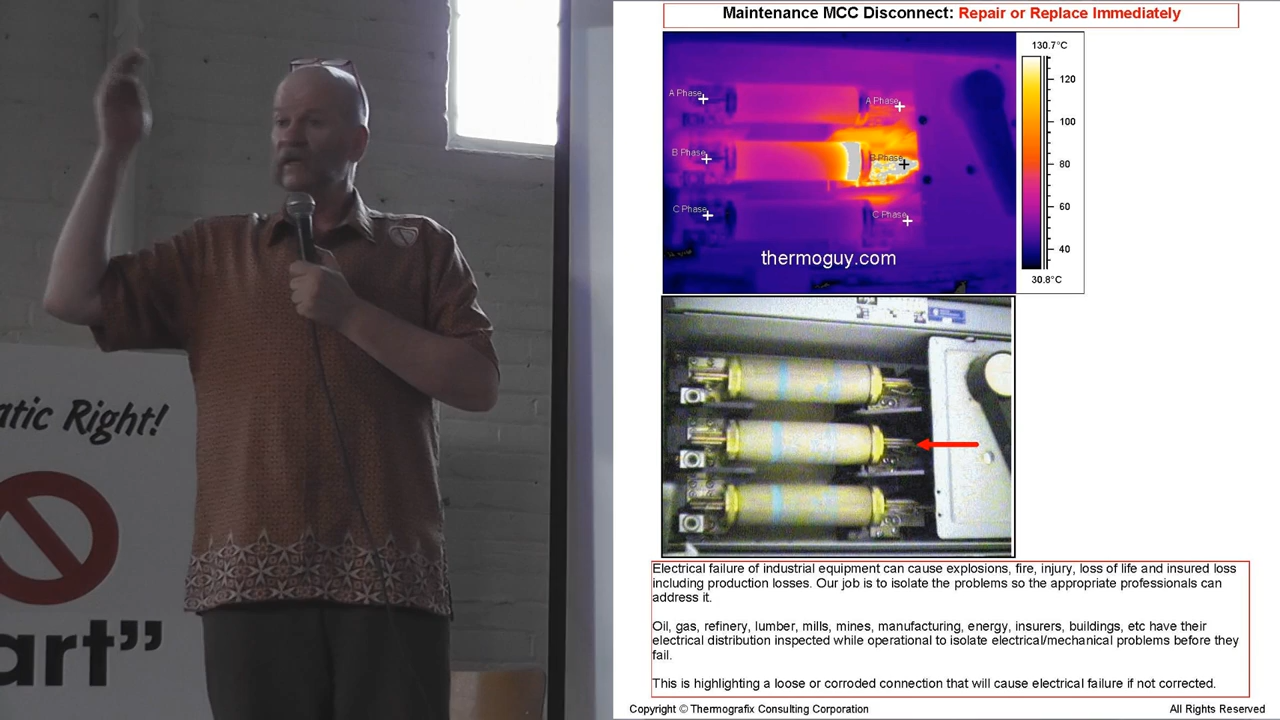 atic Right!
art”
Maintenance MCC Disconnect: Repair or Replace Immediately
130.7°C
A Phase
A Phase
120
100
B Phase
B Phase
80
60
C Phase
C Phase
40
thermoguy.com
30.8°C
Electrical failure of industrial equipment can cause explosions, fire, injury, loss of life and insured loss
including production losses. Our job is to isolate the problems so the appropriate professionals can
address it.
Oil, gas, refinery, lumber, mills, mines, manufacturing, energy, insurers, buildings, etc have their
electrical distribution inspected while operational to isolate electrical/mechanical problems before they
fail.
This is highlighting a loose or corroded connection that will cause electrical failure if not corrected.
Copyright © Thermografix Consulting Corporation
All Rights Reserved